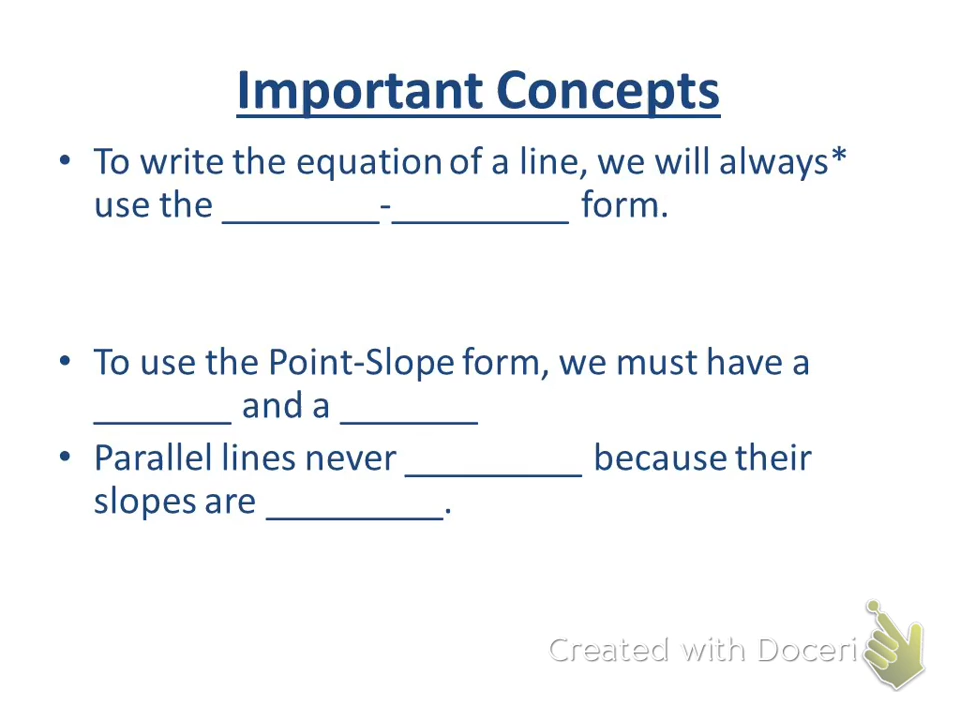 Important Concepts
• To write the equation of a line, we will always*
use the ________-_________ form.
• To use the Point-Slope form, we must have a
_______ and a _______
• Parallel lines never _________ because their
slopes are _________.
Created with Doceri